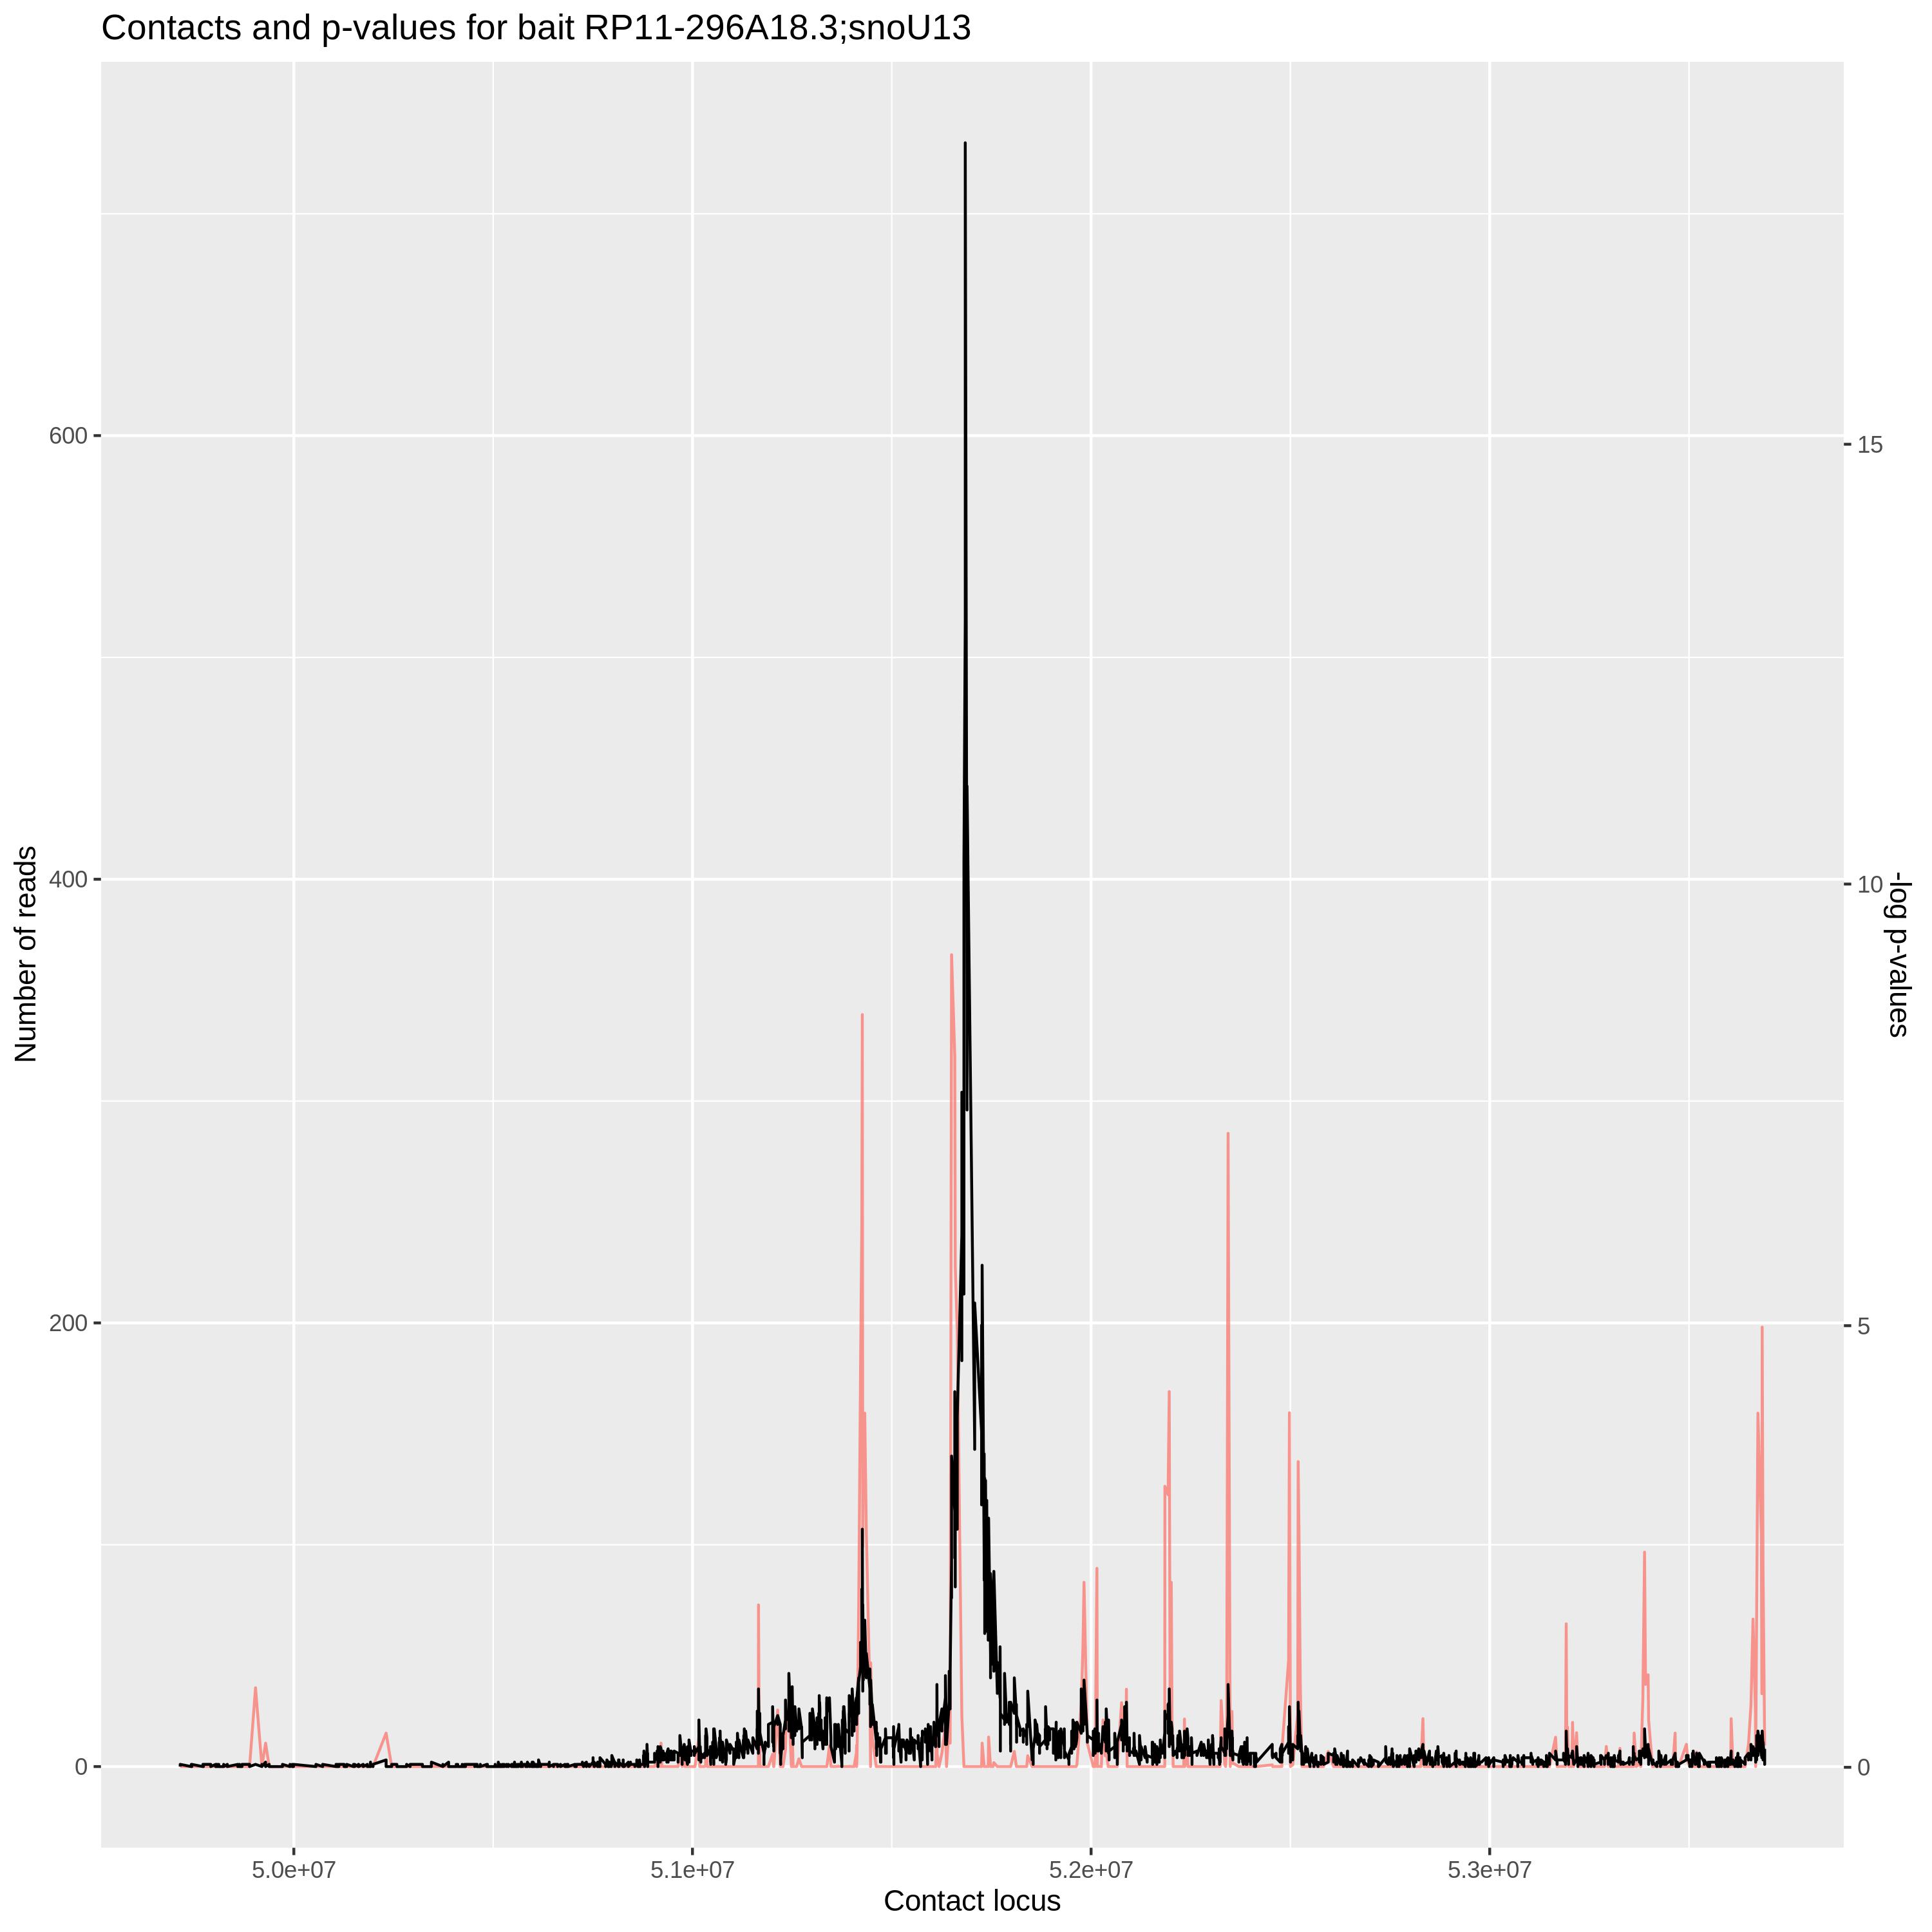 Contacts and p-values for bait RP11-296A18.3;snoU13
600
400
200
0
Number of reads
15
10
5
0
-log p-values
5.0e+07
5.1e+07
5.2e+07
5.3e+07
Contact locus